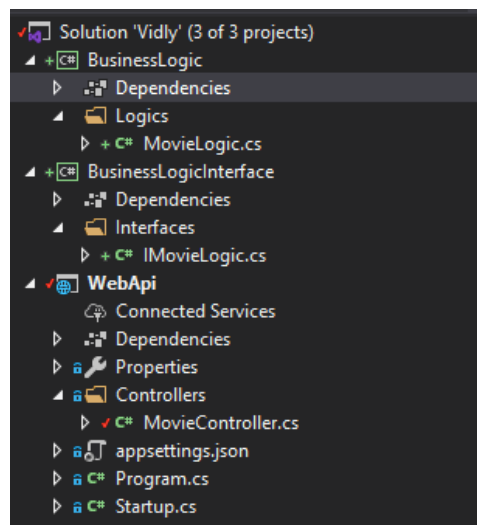 Solution 'Vidly' (3 of 3 projects)
C# BusinessLogic
Dependencies
Logics
C# MovieLogic.cs
C# BusinessLogicInterface
Dependencies
Interfaces
C# IMovieLogic.cs
WebApi
Connected Services
Dependencies
Properties
Controllers
C# MovieController.cs
appsettings.json
C# Program.cs
C# Startup.cs